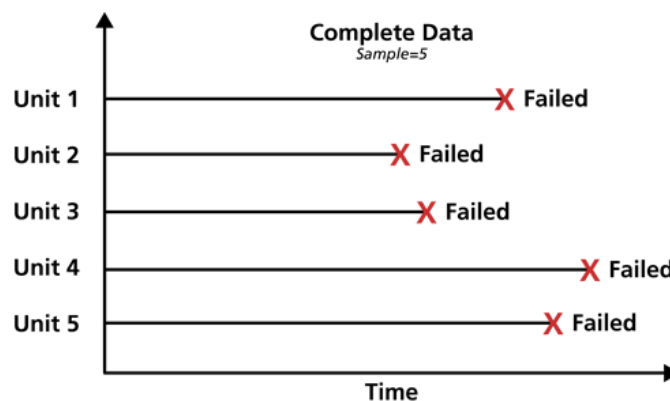 Complete Data
Sample=5
Unit 1 X Failed
Unit 2 X Failed
Unit 3 X Failed
Unit 4 X Failed
Unit 5 X Failed
Time